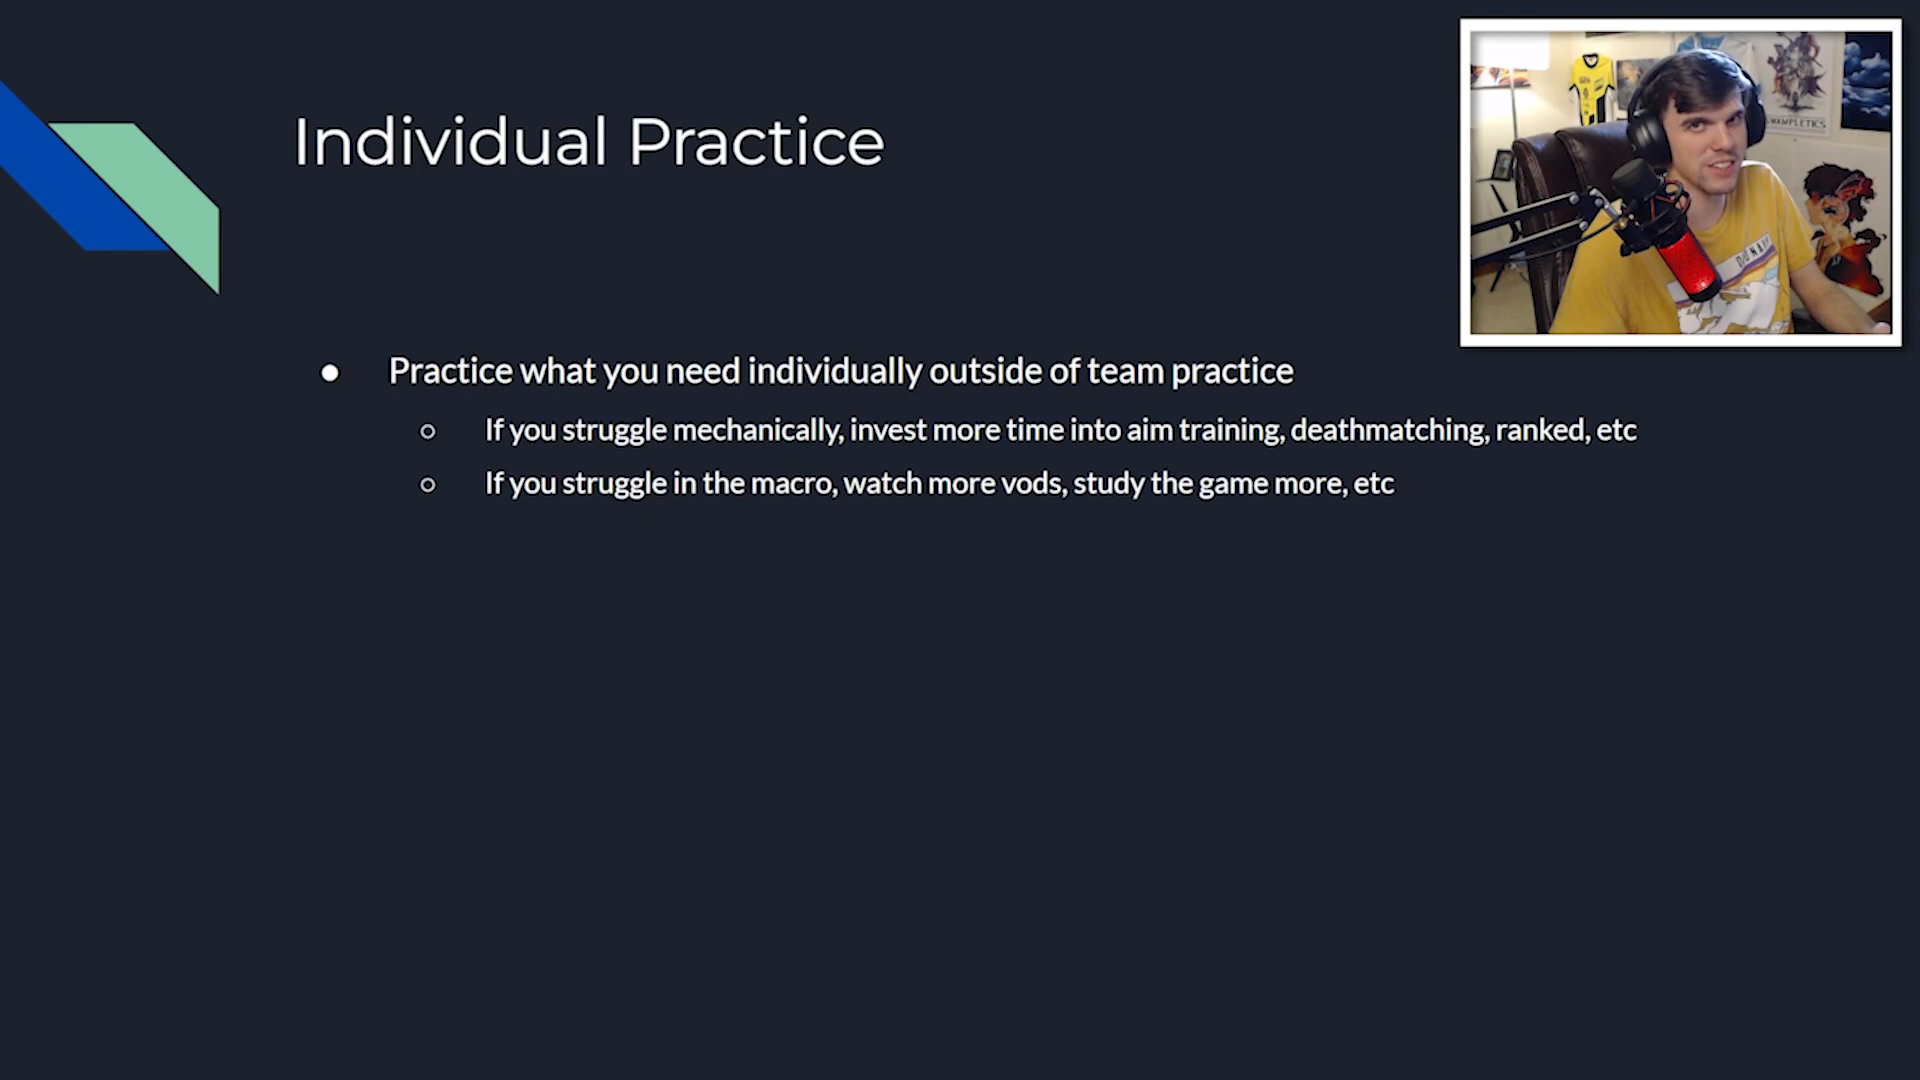 Individual Practice
Practice what you need individually outside of team practice
If you struggle mechanically, invest more time into aim training, deathmatching, ranked, etc
If you struggle in the macro, watch more vods, study the game more, etc